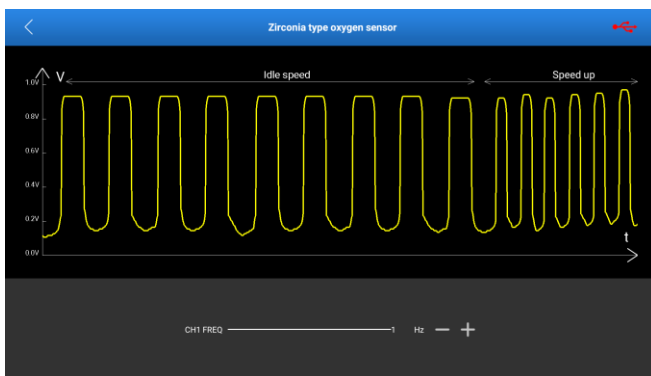 Zirconia type oxygen sensor
V
Idle speed
Speed up
1.0V
0.8V
0.6V
0.4V
0.2V
0.0V
t
CH1 FREQ 1 Hz